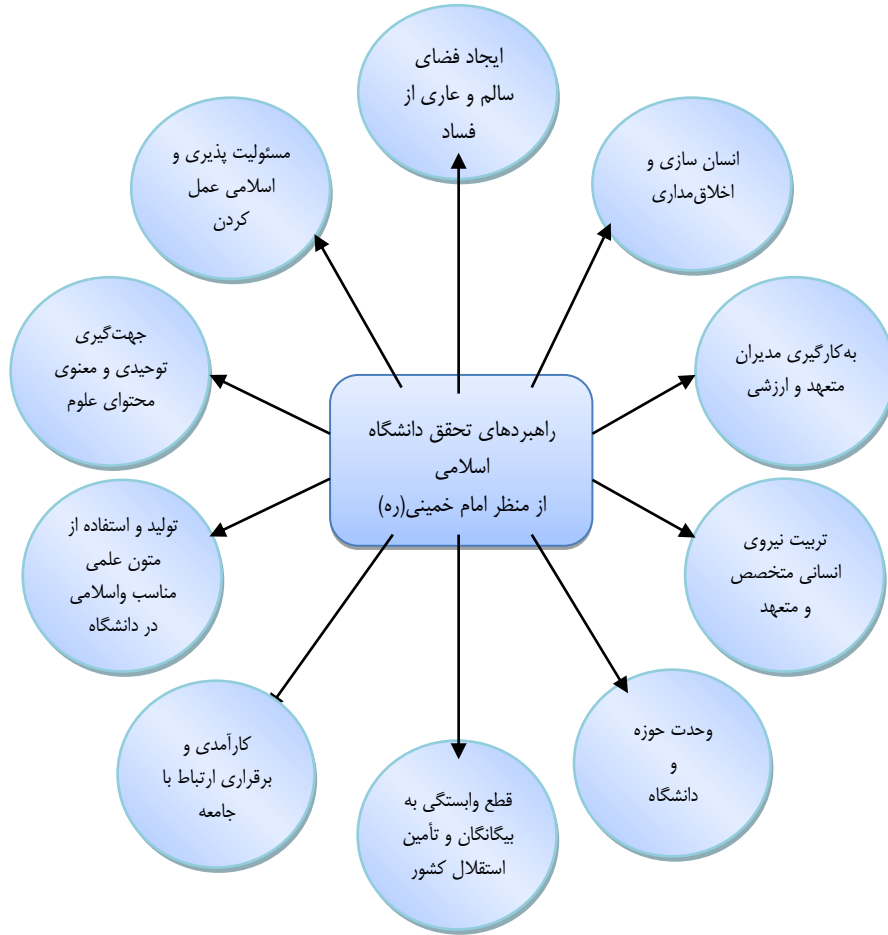 ایجاد فضای
سالم و عاری از
فساد
انسان سازی و
اخلاق‌مداری
به‌کارگیری مدیران
متعهد و ارزشی
تربیت نیروی
انسانی متخصص
و متعهد
وحدت حوزه
و
دانشگاه
قطع وابستگی به
بیگانگان و تأمین
استقلال کشور
کارآمدی و
برقراری ارتباط با
جامعه
تولید و استفاده از
متون علمی
مناسب واسلامی
در دانشگاه
جهت‌گیری
توحیدی و معنوی
محتوای علوم
مسئولیت پذیری و
اسلامی عمل
کردن
راهبردهای تحقق دانشگاه
اسلامی
از منظر امام خمینی(ره)